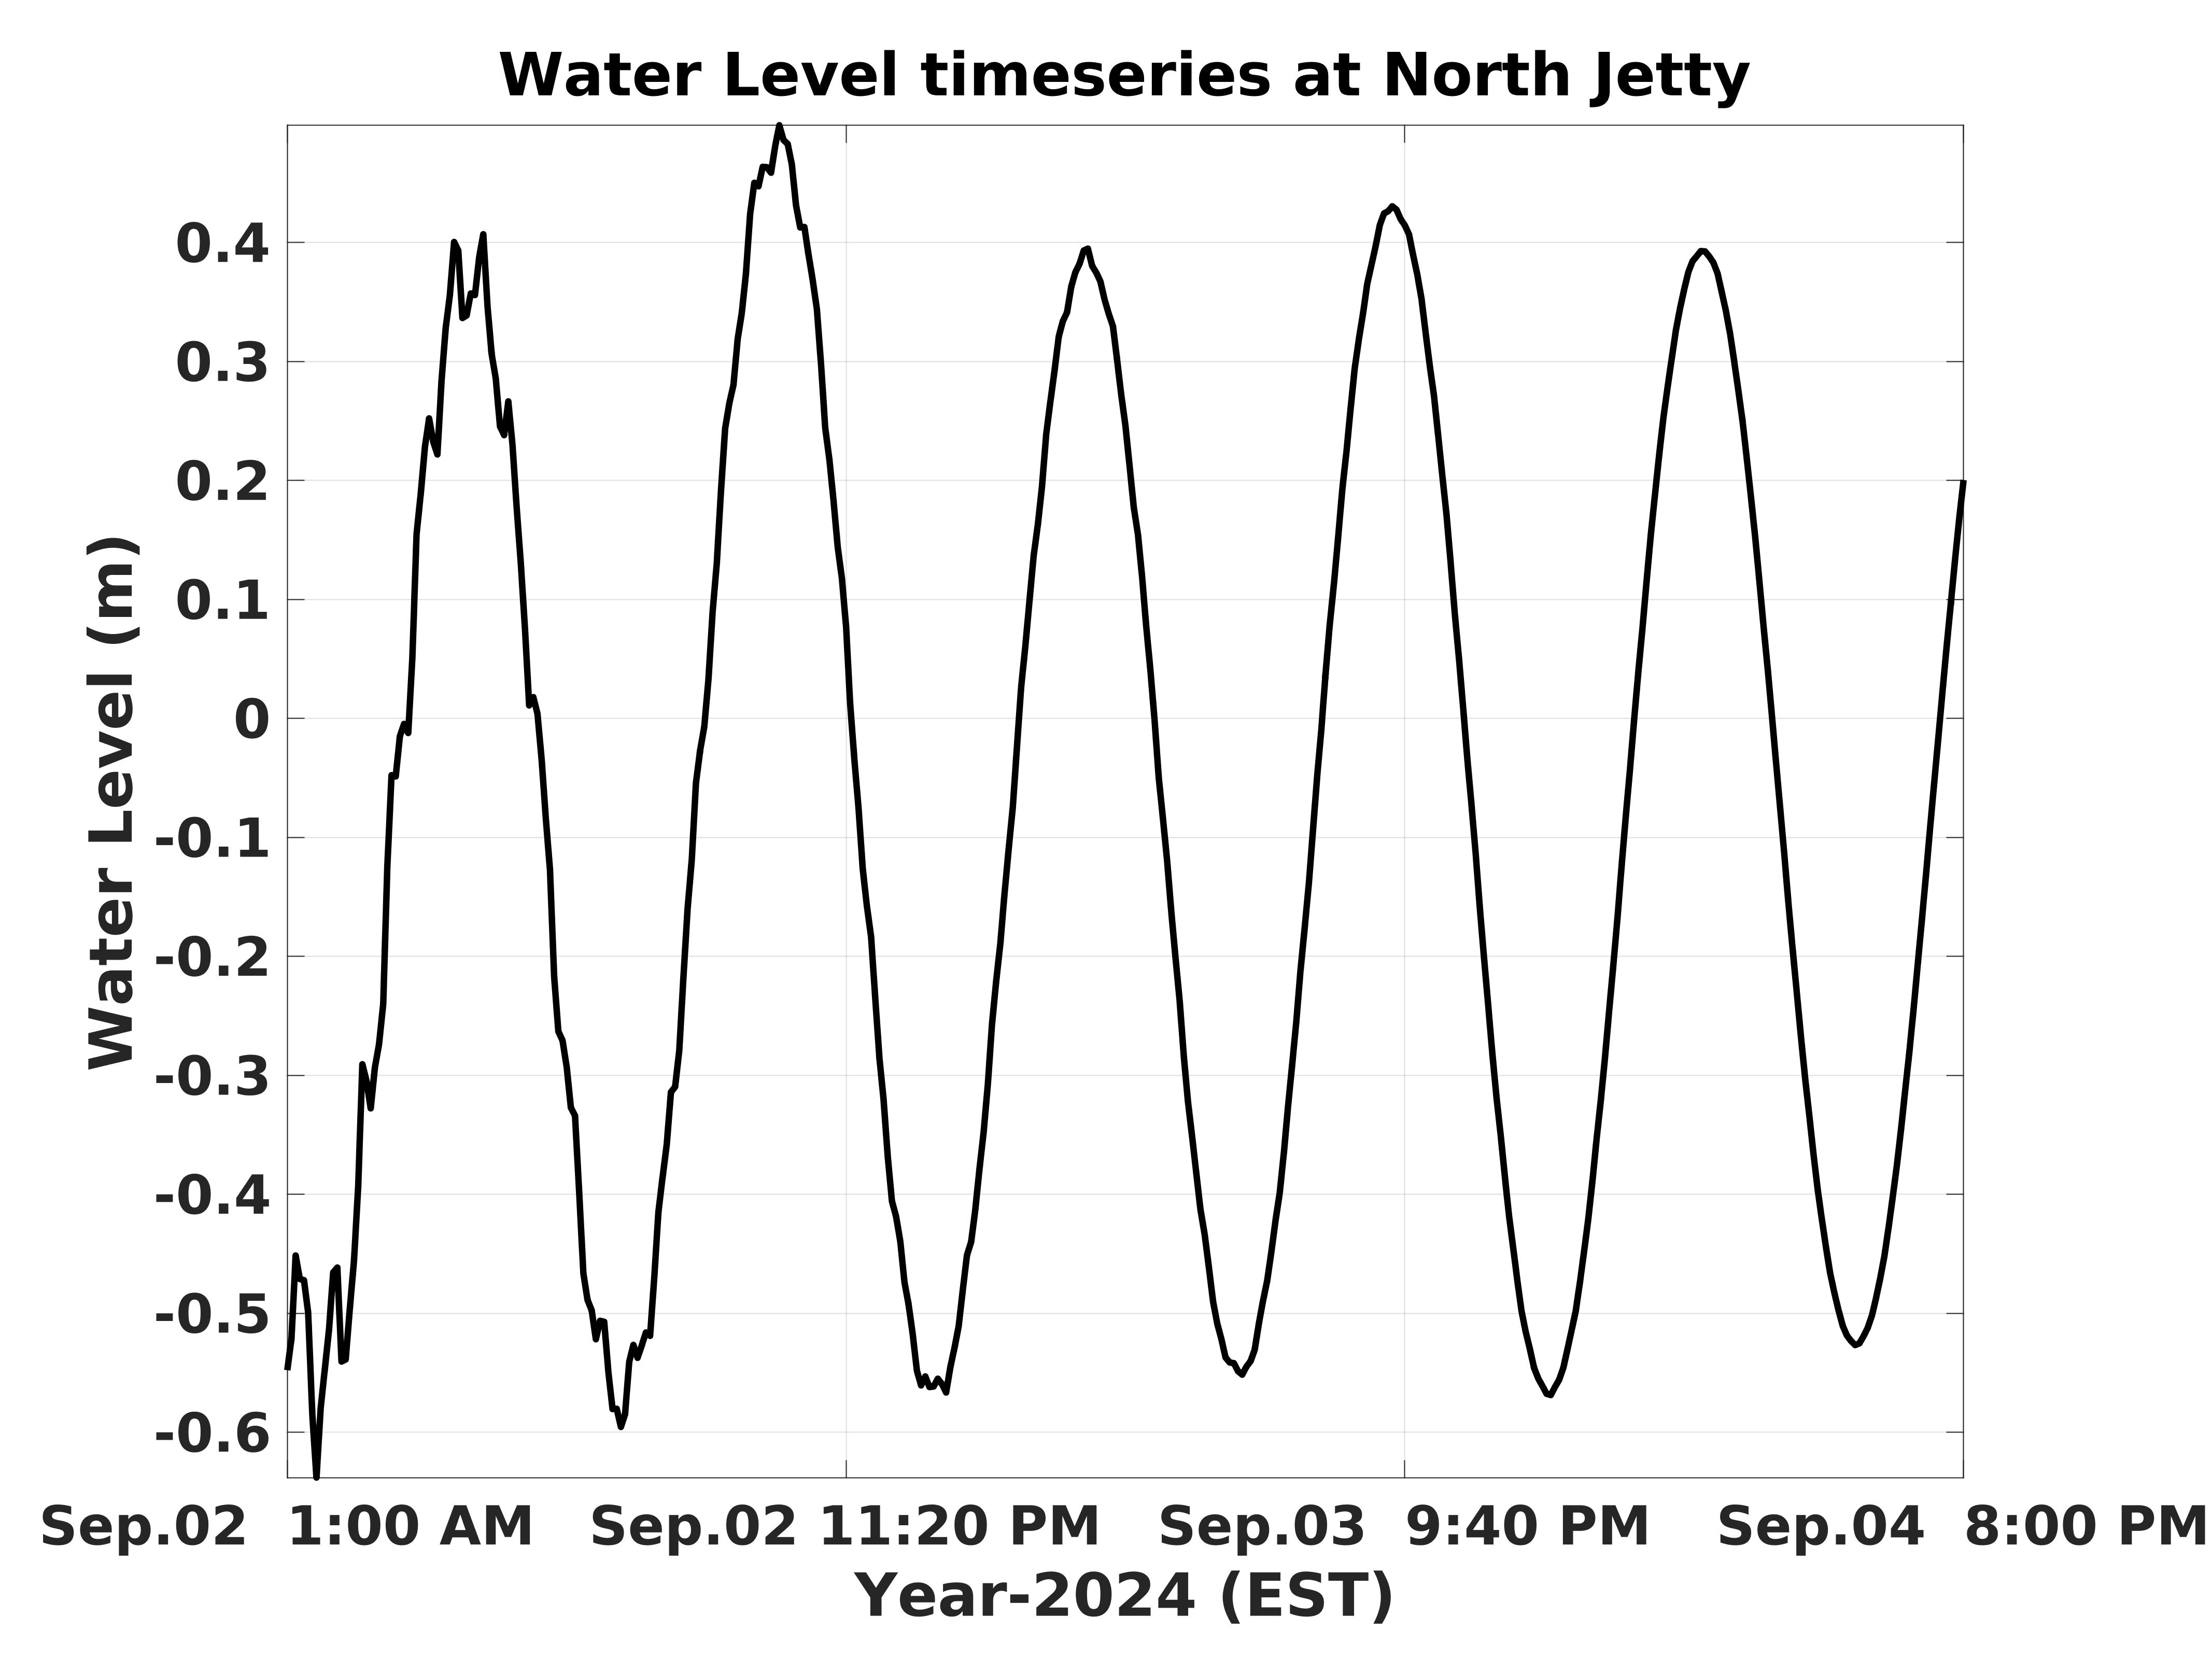 Water Level timeseries at North Jetty
Water Level (m)
0.4
0.3
0.2
0.1
0
-0.1
-0.2
-0.3
-0.4
-0.5
-0.6
Sep.02 1:00 AM Sep.02 11:20 PM Sep.03 9:40 PM Sep.04 8:00 PM
Year-2024 (EST)